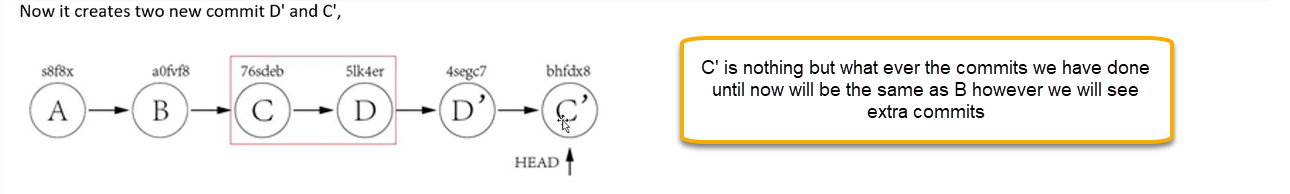 Now it creates two new commit D' and C',
s8f8x a0fvf8 76sdeb 5lk4er 4segc7 bhfdx8
A B C D D’ C’
HEAD
C' is nothing but what ever the commits we have done
until now will be the same as B however we will see
extra commits